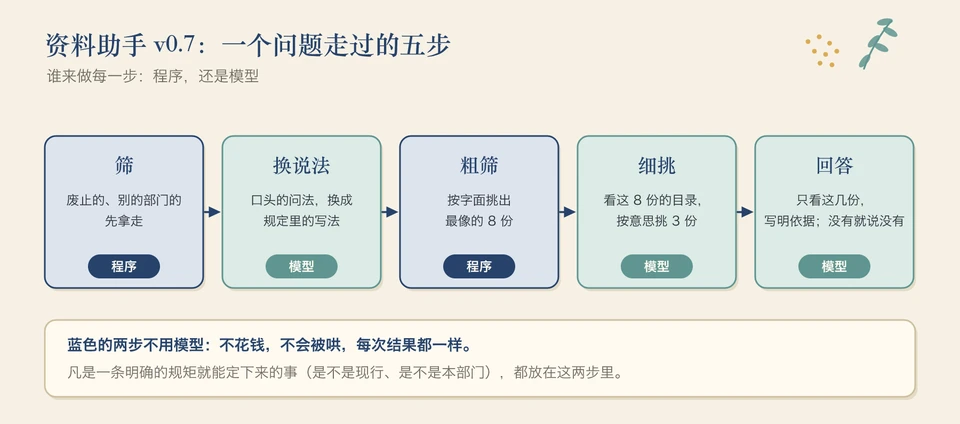 资料助手 v0.7：一个问题走过的五步
谁来做每一步：程序，还是模型
筛
废止的、别的部门的
先拿走
程序
换说法
口头的问法，换成
规定里的写法
模型
粗筛
按字面挑出
最像的 8 份
程序
细挑
看这 8 份的目录，
按意思挑 3 份
模型
回答
只看这几份，
写明依据；没有就说没有
模型
蓝色的两步不用模型：不花钱，不会被哄，每次结果都一样。
凡是一条明确的规矩就能定下来的事（是不是现行、是不是本部门），都放在这两步里。